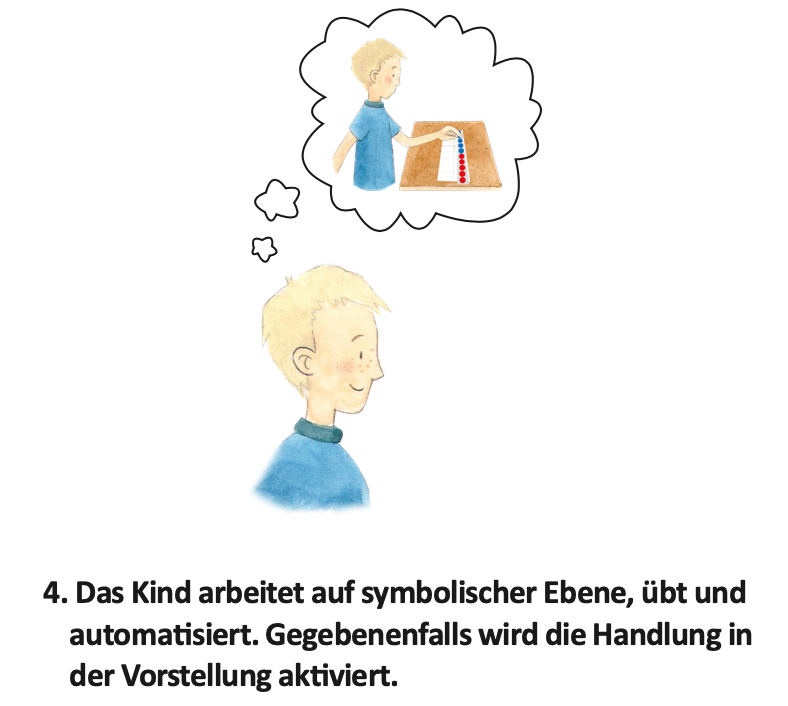 4. Das Kind arbeitet auf symbolischer Ebene, übt und
automatisiert. Gegebenenfalls wird die Handlung in
der Vorstellung aktiviert.